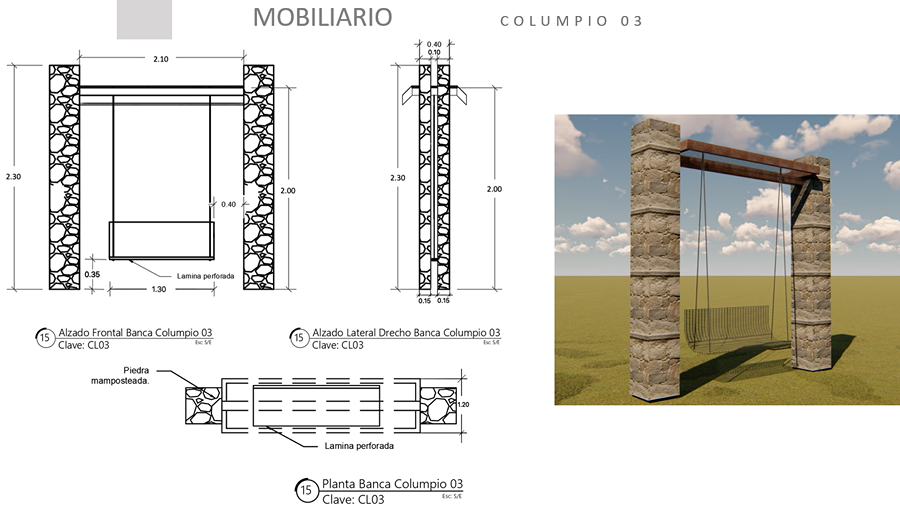 MOBILIARIO
COLUMPIO 03
2.10
2.30
2.00
0.40
0.35
Lamina perforada
1.30
15 Alzado Frontal Banca Columpio 03
Clave: CL03
Esc: S/E
0.40
0.10
2.30
2.00
0.15 0.15
15 Alzado Lateral Drecho Banca Columpio 03
Clave: CL03
Esc: S/E
Piedra
mamposteada.
1.20
Lamina perforada
15 Planta Banca Columpio 03
Clave: CL03
Esc: S/E